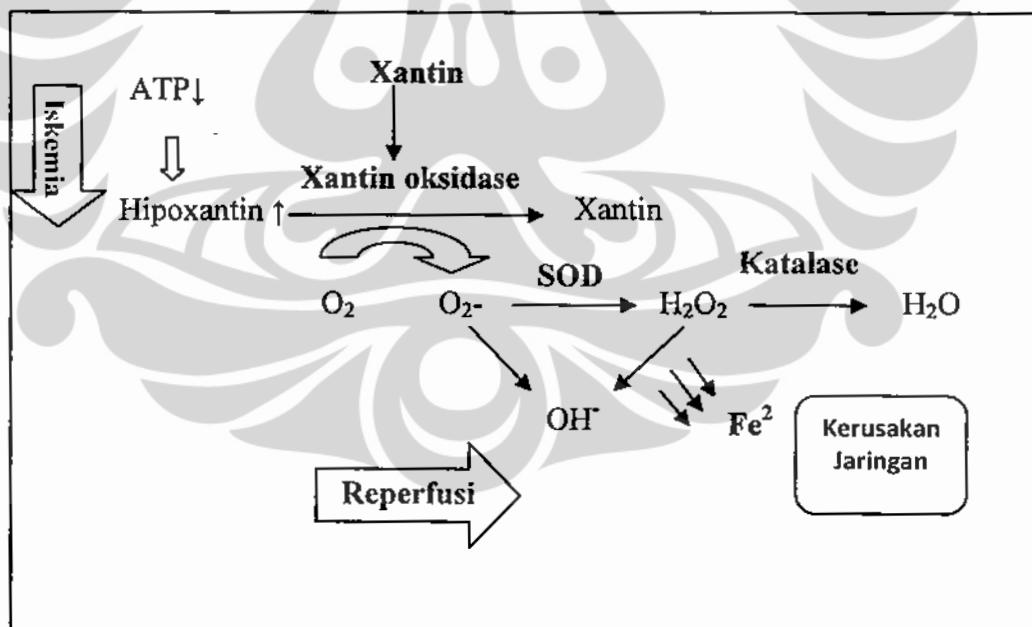 Xantin
ATP↓
Iskemia
Xantin oksidase
Hipoxantin ↑
Xantin
SOD
Katalase
O₂
O₂-
H₂O₂
H₂O
OH⁻
Fe²
Kerusakan
Jaringan
Reperfusi